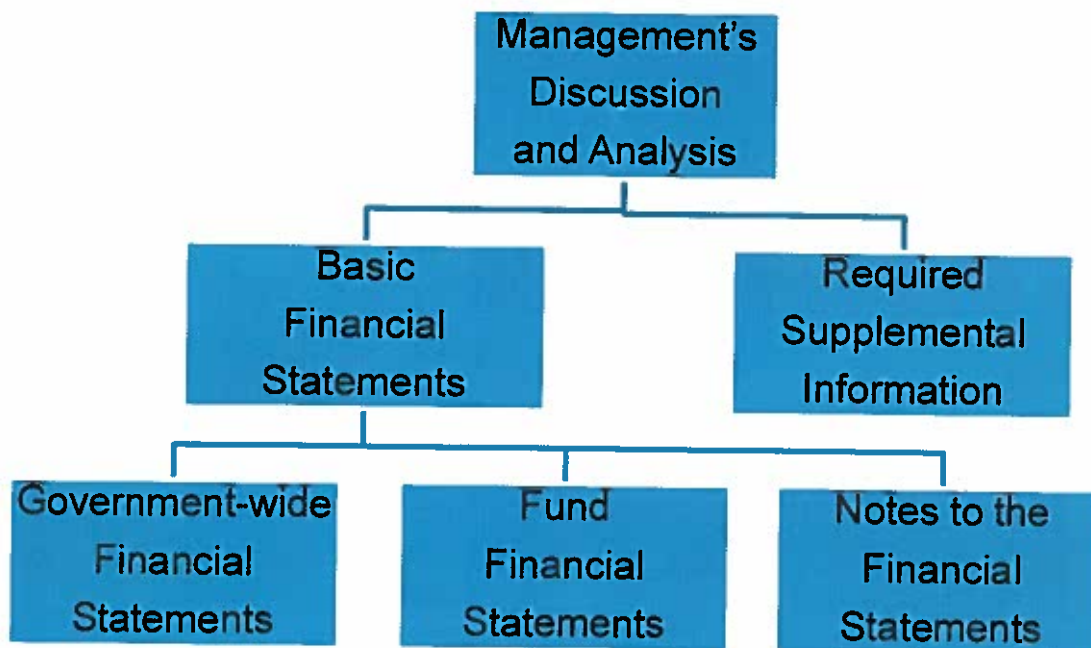 Management's
Discussion
and Analysis
Basic
Financial
Statements
Required
Supplemental
Information
Government-wide
Financial
Statements
Fund
Financial
Statements
Notes to the
Financial
Statements